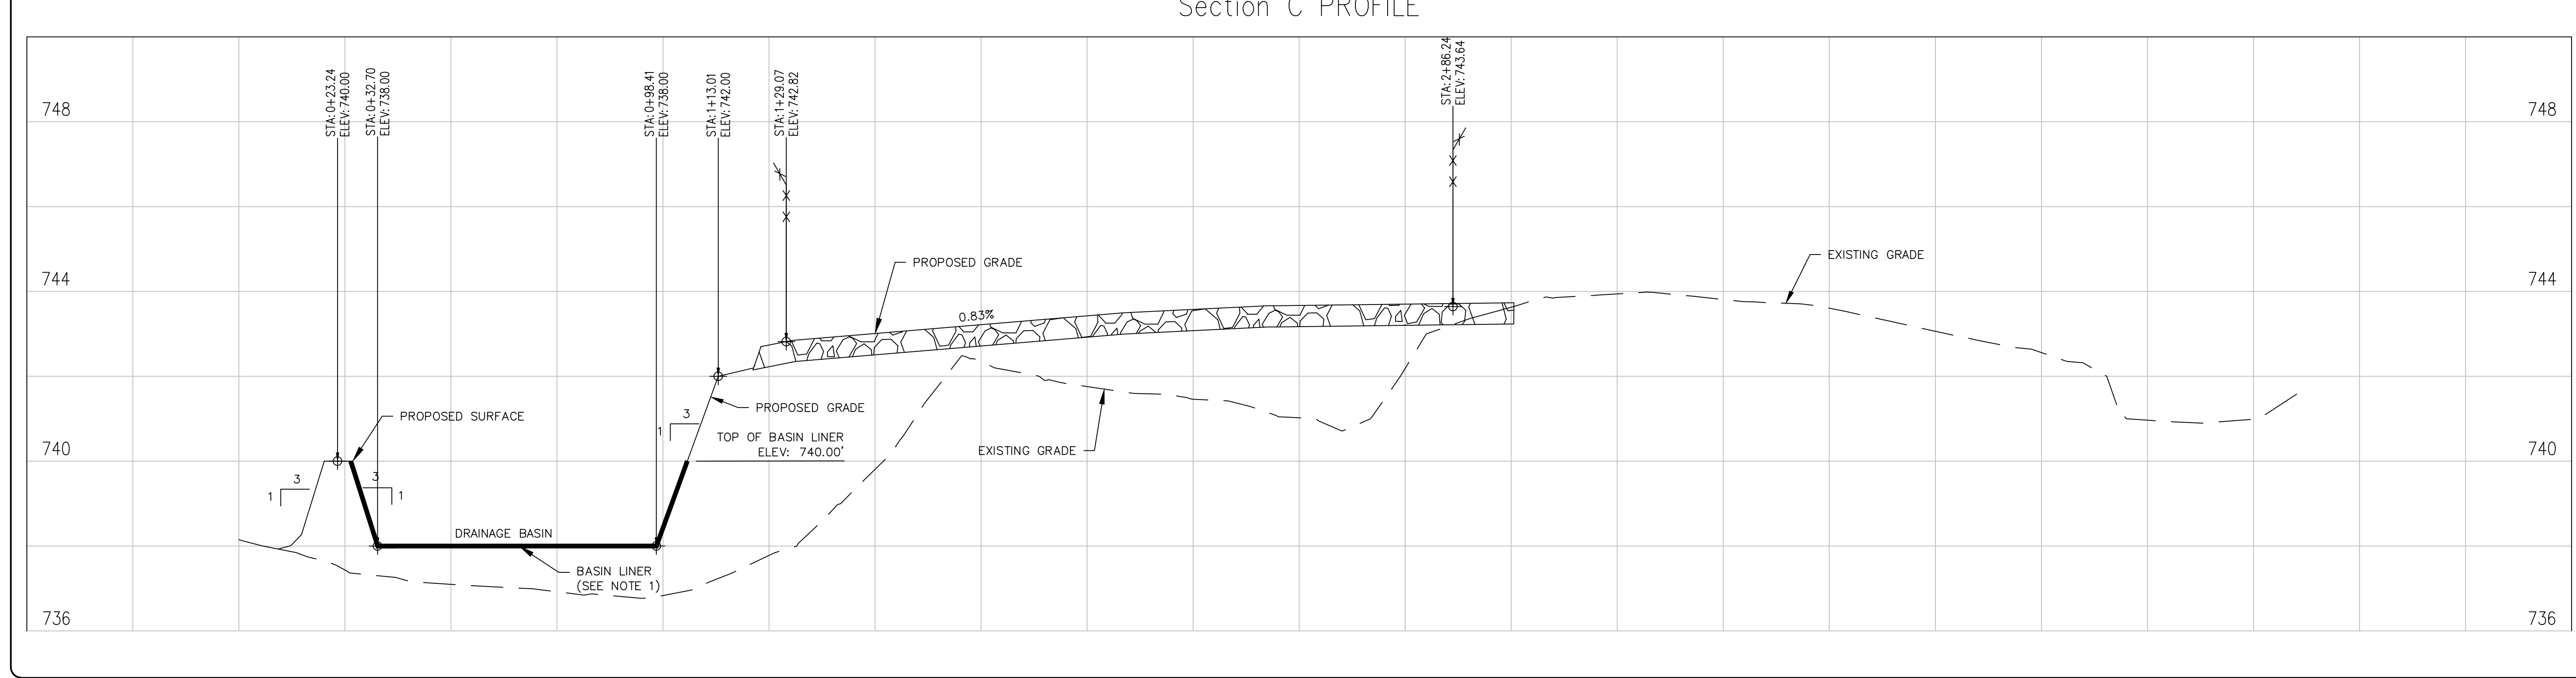 Section C PROFILE
STA: 0+23.24
ELEV: 740.00
STA: 0+32.70
ELEV: 738.00
STA: 0+98.41
ELEV: 738.00
STA: 1+13.01
ELEV: 742.00
STA: 1+29.07
ELEV: 742.82
STA: 2+86.24
ELEV: 743.64
748
748
744
744
740
740
736
736
PROPOSED GRADE
0.83%
EXISTING GRADE
PROPOSED SURFACE
PROPOSED GRADE
3
1
TOP OF BASIN LINER
ELEV: 740.00'
EXISTING GRADE
3
1
3
1
DRAINAGE BASIN
BASIN LINER
(SEE NOTE 1)